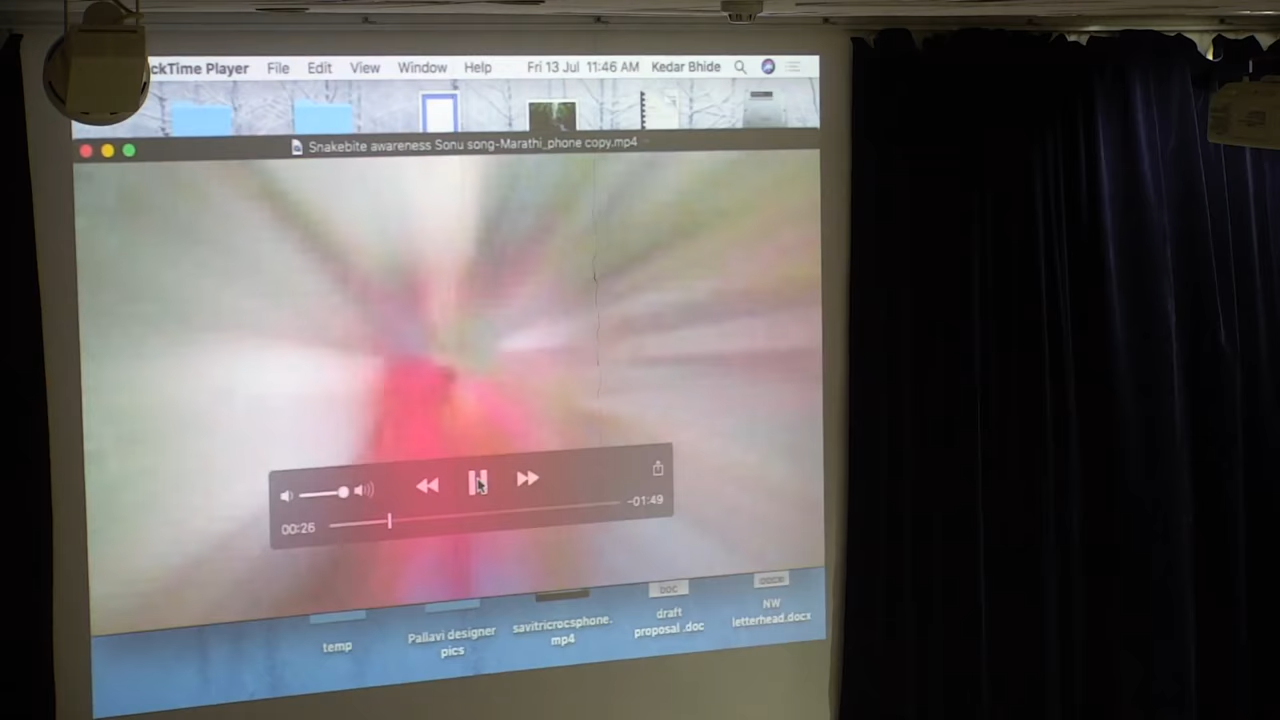 ckTime Player File Edit View Window Help Fri 13 Jul 11:46 AM Kedar Bhide
Snakebite awareness Sonu song-Marathi_phone copy.mp4
-01:49
00:26
temp
Pallavi designer
pics
savitricrocsphone.
mp4
DOC
draft
proposal .doc
DOCX
NW
letterhead.docx